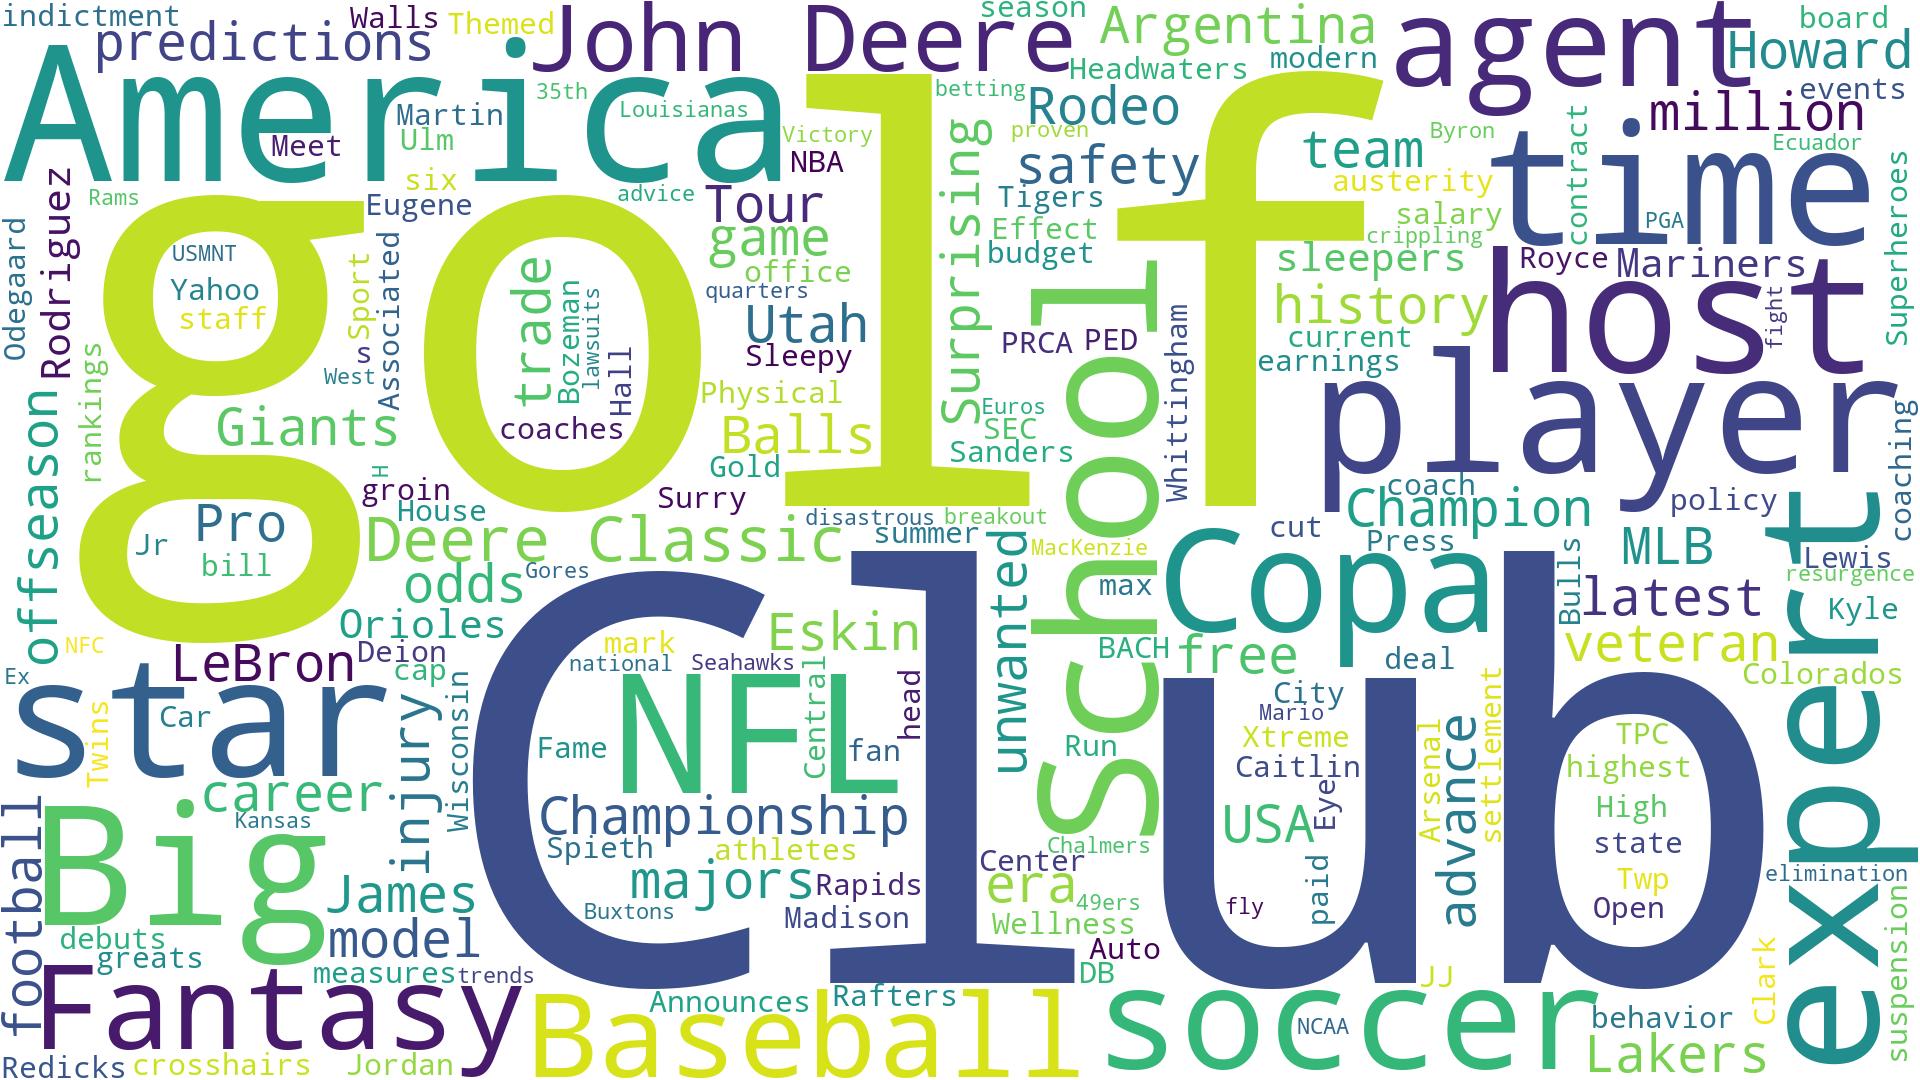 indictment
predictions
Walls
Themed
John Deere
season
Argentina
agent
board
Howard
America
Martin
35th
Louisianas
betting
Headwaters
modern
Rodeo
events
million
Meet
Ulm
Victory
NBA
proven
team
Byron
contract
Ecuador
time
Rodriguez
Rams
six
advice
Surprising
safety
austerity
Superheroes
Odegaard
golf
Eugene
Tour
Tigers
salary
PGA
USMNT
Associated
game
Effect
crippling
Yahoo
Sport
trade
office
budget
sleepers
Royce
Mariners
host
staff
s
Bozeman
lawsuits
quarters
Utah
School
history
fight
rankings
West
Hall
Sleepy
PRCA
PED
Whittingham
current
earnings
player
offseason
Giants
coaches
Physical
Balls
Euros
SEC
Sanders
coaching
H
groin
Gold
Surry
coach
policy
Pro
House
disastrous
breakout
Champion
expert
Jr
bill
Deere Classic
summer
cut
Press
MLB
Lewis
odds
Gores
unwanted
MacKenzie
max
Copa
Bulls
latest
resurgence
Kyle
Orioles
mark
Eskin
BACH
free
deal
veteran
NFC
LeBron
Deion
national
Seahawks
Colorados
Ex
star
cap
Club
NFL
Central
head
City
Mario
settlement
Twins
Car
injury
Wisconsin
Fame
fan
Run
Xtreme
Arsenal
advance
TPC
Caitlin
highest
Big
career
Kansas
Championship
USA
Eye
High
Spieth
athletes
Chalmers
state
football
James
majors
Rapids
Center
era
paid
Twp
elimination
model
Buxtons
Madison
49ers
Wellness
fly
Open
debuts
greats
Auto
Clark
suspension
measures
trends
DB
JJ
Fantasy
Announces
Rafters
Baseball
soccer
NCAA
behavior
Redicks
crosshairs
Jordan
Lakers